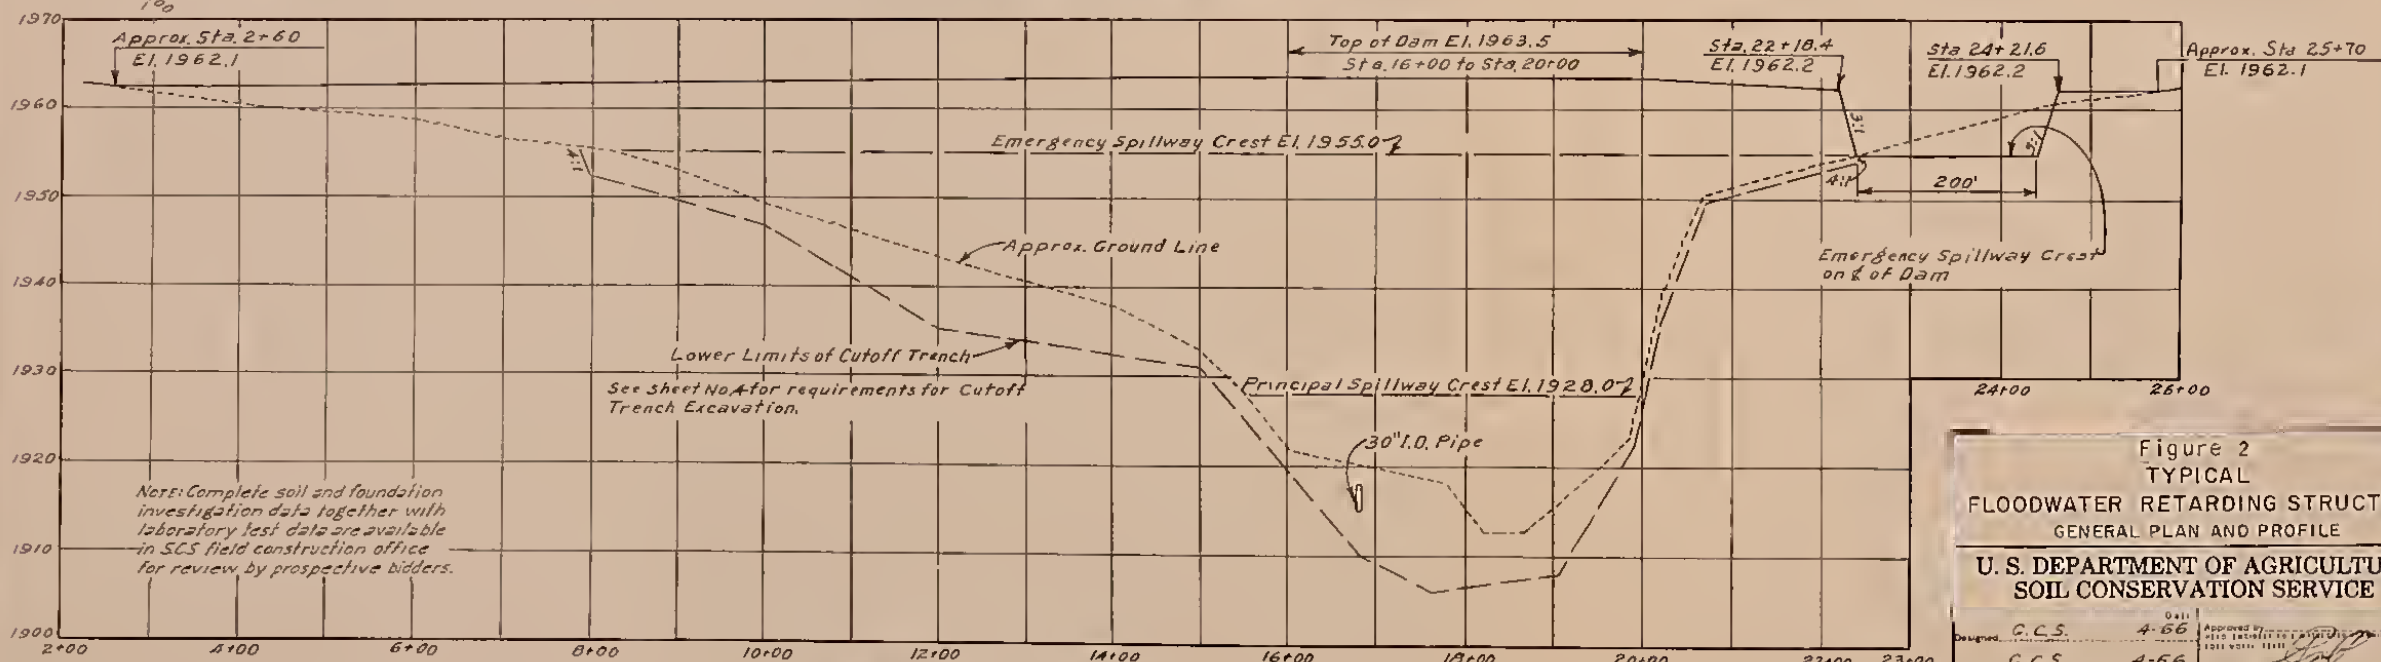 1970
1960
1950
1940
1930
1920
1910
1900
Approx. Sta. 2+60
El. 1962.1
Top of Dam El. 1963.5
Sta. 16+00 to Sta. 20+00
Sta. 22+18.4
El. 1962.2
Sta 24+21.6
El. 1962.2
Approx. Sta 25+70
El. 1962.1
Emergency Spillway Crest El. 1955.0
3:1
3:1
1:1
4:1
200'
Approx. Ground Line
Emergency Spillway Crest
on ℄ of Dam
Lower Limits of Cutoff Trench
See Sheet No. 4 for requirements for Cutoff
Trench Excavation.
Principal Spillway Crest El. 1928.0
30" I.D. Pipe
24+00
26+00
NOTE: Complete soil and foundation
investigation data together with
laboratory test data are available
in SCS field construction office
for review by prospective bidders.
2+00
4+00
6+00
8+00
10+00
12+00
14+00
16+00
18+00
20+00
22+00
23+00
Figure 2
TYPICAL
FLOODWATER RETARDING STRUCT
GENERAL PLAN AND PROFILE
U. S. DEPARTMENT OF AGRICULTU
SOIL CONSERVATION SERVICE
Date
Designed G.C.S. 4-66
Approved by
G.C.S. 4-66